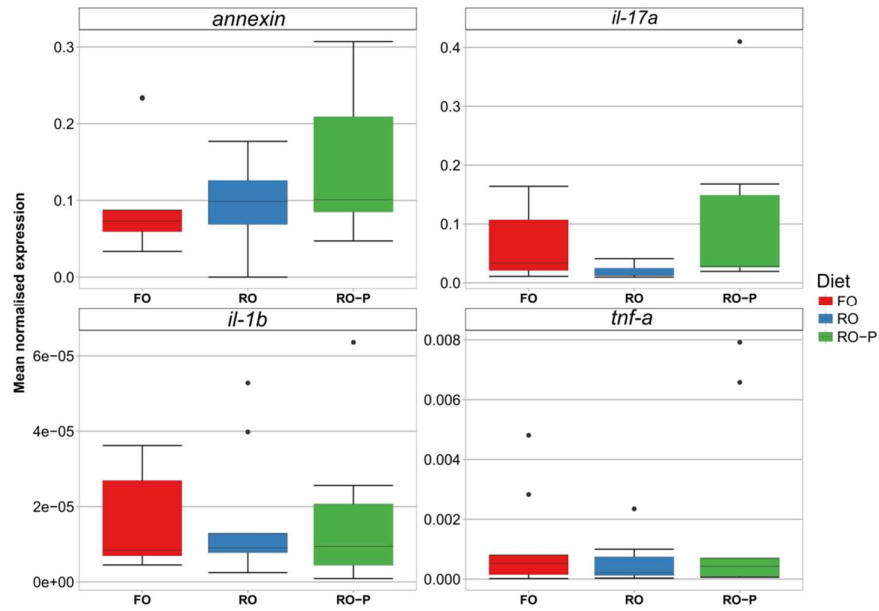 annexin
il-17a
0.3
0.2
0.1
0.0
0.4
0.3
0.2
0.1
0.0
FO RO RO-P
FO RO RO-P
Mean normalised expression
il-1b
tnf-a
6e-05
4e-05
2e-05
0e+00
0.008
0.006
0.004
0.002
0.000
FO RO RO-P
FO RO RO-P
Diet
FO
RO
RO-P